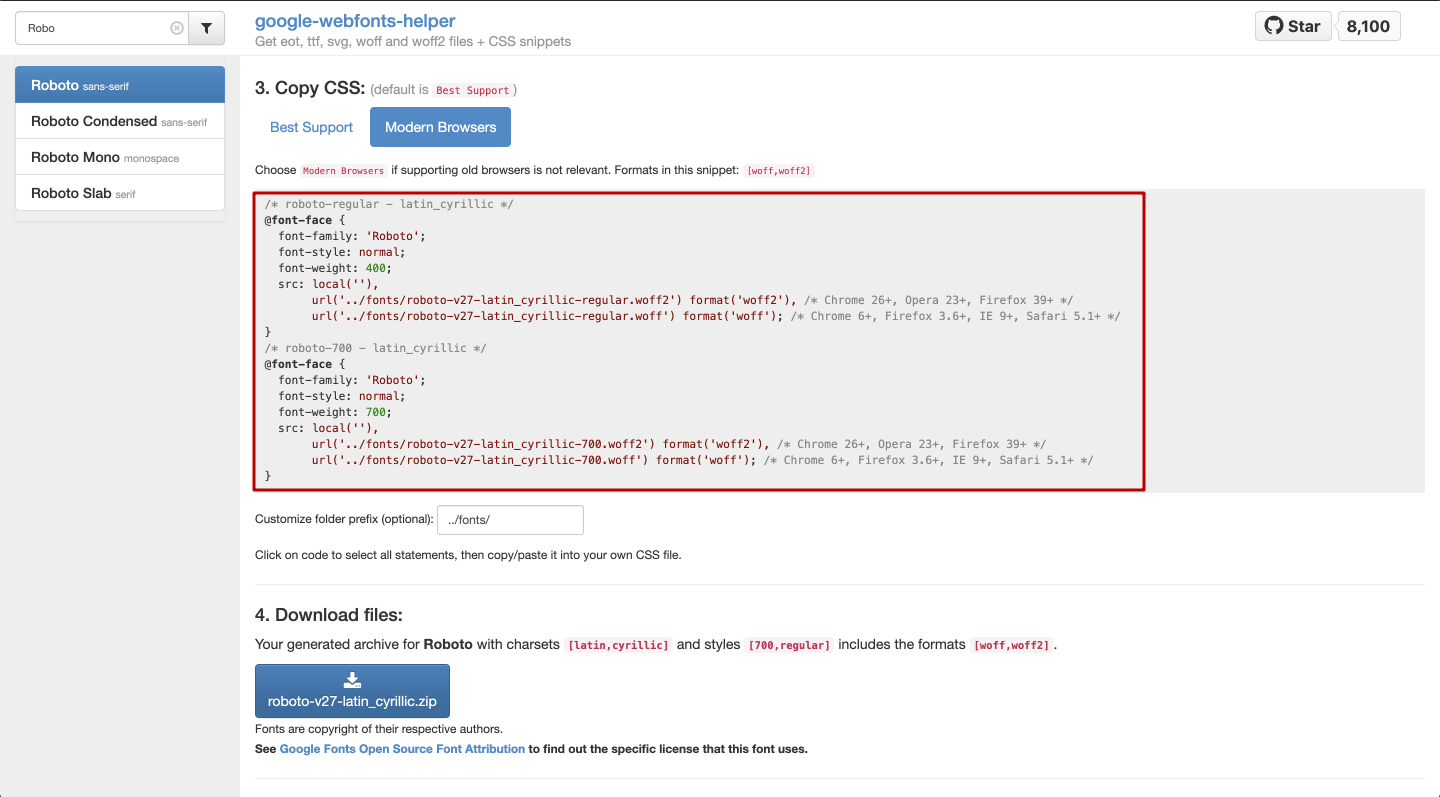 Robo
google-webfonts-helper
Get eot, ttf, svg, woff and woff2 files + CSS snippets
Star
8,100
Roboto sans-serif
Roboto Condensed sans-serif
Roboto Mono monospace
Roboto Slab serif
3. Copy CSS: (default is Best Support )
Best Support
Modern Browsers
Choose Modern Browsers if supporting old browsers is not relevant. Formats in this snippet: [woff,woff2]
/* roboto-regular - latin_cyrillic */
@font-face {
  font-family: 'Roboto';
  font-style: normal;
  font-weight: 400;
  src: local(''),
       url('../fonts/roboto-v27-latin_cyrillic-regular.woff2') format('woff2'), /* Chrome 26+, Opera 23+, Firefox 39+ */
       url('../fonts/roboto-v27-latin_cyrillic-regular.woff') format('woff'); /* Chrome 6+, Firefox 3.6+, IE 9+, Safari 5.1+ */
}
/* roboto-700 - latin_cyrillic */
@font-face {
  font-family: 'Roboto';
  font-style: normal;
  font-weight: 700;
  src: local(''),
       url('../fonts/roboto-v27-latin_cyrillic-700.woff2') format('woff2'), /* Chrome 26+, Opera 23+, Firefox 39+ */
       url('../fonts/roboto-v27-latin_cyrillic-700.woff') format('woff'); /* Chrome 6+, Firefox 3.6+, IE 9+, Safari 5.1+ */
}
Customize folder prefix (optional): ../fonts/
Click on code to select all statements, then copy/paste it into your own CSS file.
4. Download files:
Your generated archive for Roboto with charsets [latin,cyrillic] and styles [700,regular] includes the formats [woff,woff2] .
roboto-v27-latin_cyrillic.zip
Fonts are copyright of their respective authors.
See Google Fonts Open Source Font Attribution to find out the specific license that this font uses.